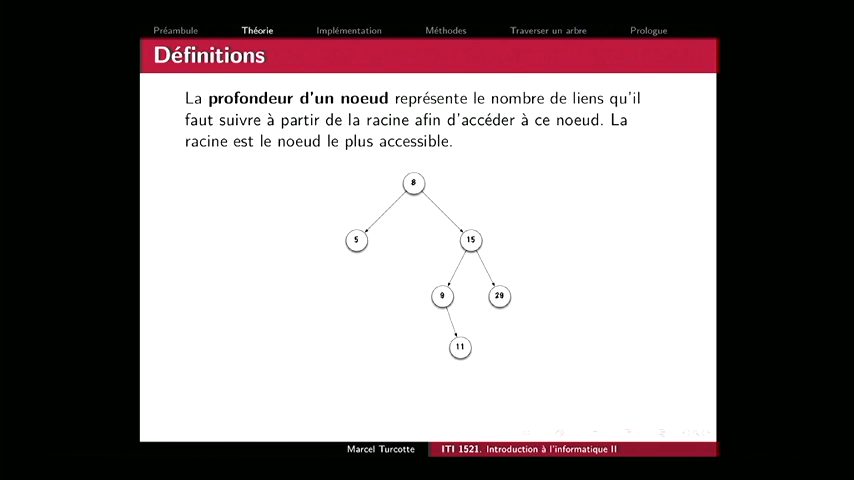 Préambule Théorie Implémentation Méthodes Traverser un arbre Prologue
Définitions
La profondeur d'un noeud représente le nombre de liens qu'il
faut suivre à partir de la racine afin d'accéder à ce noeud. La
racine est le noeud le plus accessible.
8
5 15
9 29
11
Marcel Turcotte ITI 1521. Introduction à l'informatique II